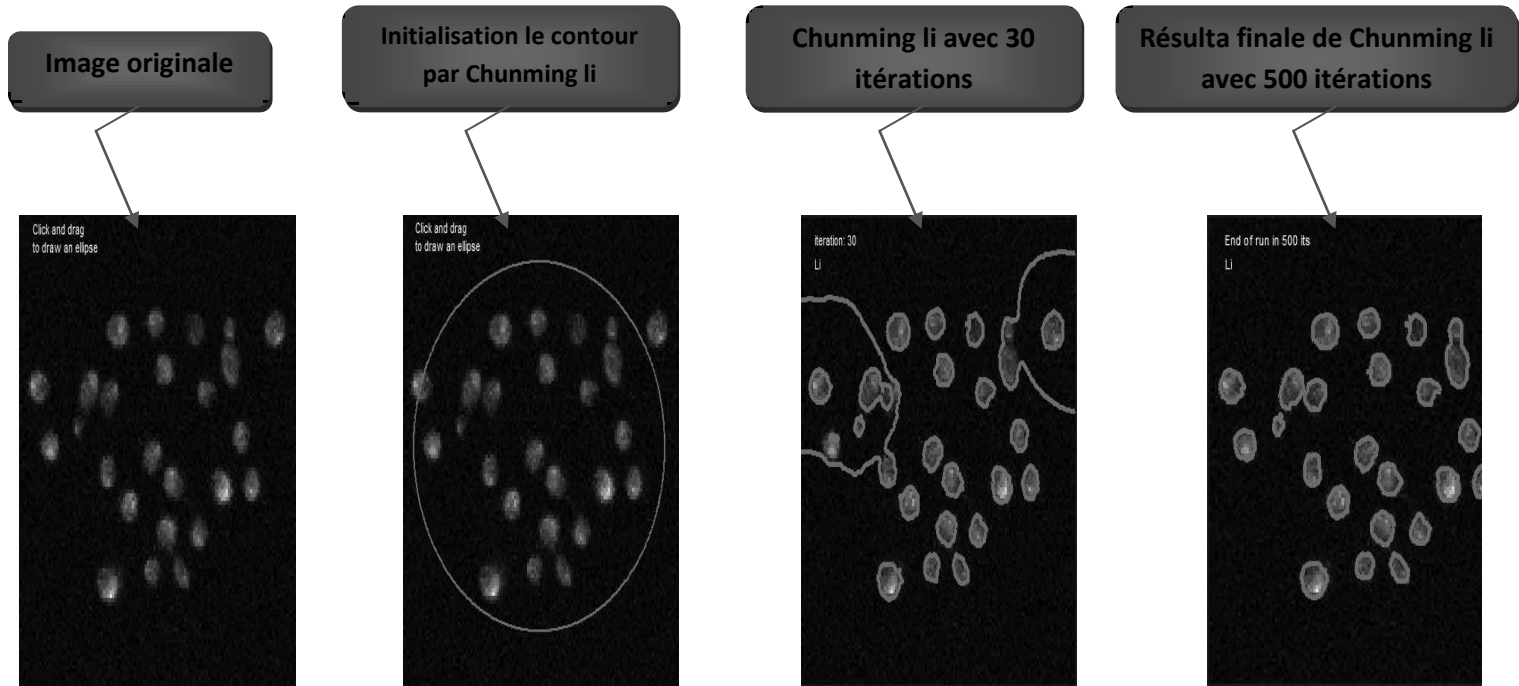 Image originale
Initialisation le contour
par Chunming li
Chunming li avec 30
itérations
Résulta finale de Chunming li
avec 500 itérations
Click and drag
to draw an ellipse
Click and drag
to draw an ellipse
iteration: 30
Li
End of run in 500 its
Li